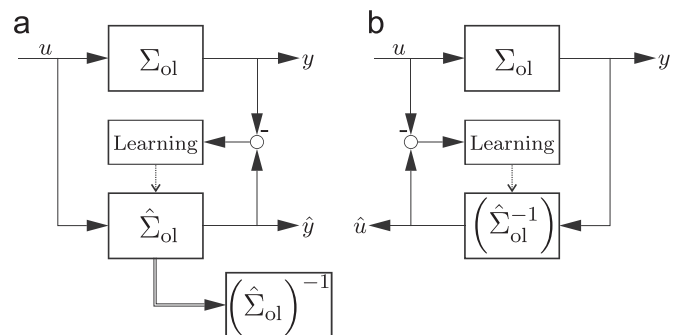 a
u
Σ_ol
y
-
Learning
Σ̂_ol
ŷ
(Σ̂_ol)^{-1}
b
u
Σ_ol
y
-
Learning
û
(Σ̂_ol^{-1})